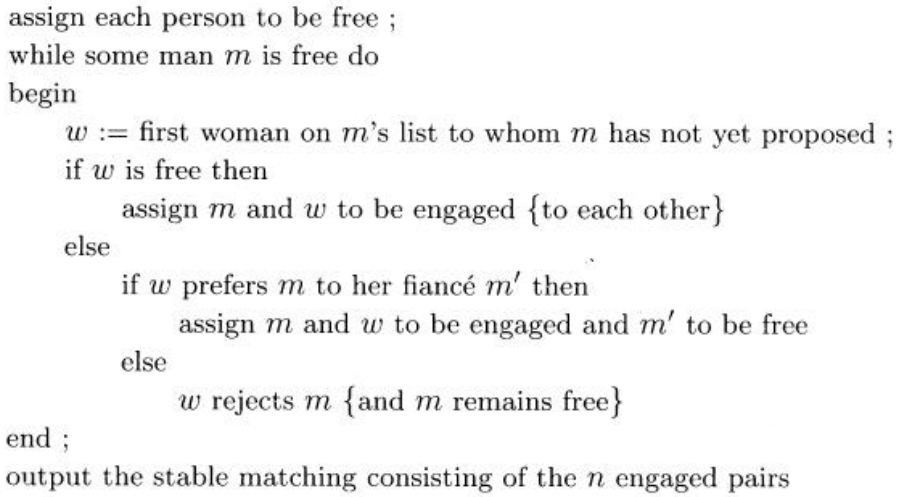 assign each person to be free ;
while some man m is free do
begin
w := first woman on m's list to whom m has not yet proposed ;
if w is free then
assign m and w to be engaged {to each other}
else
if w prefers m to her fiancé m′ then
assign m and w to be engaged and m′ to be free
else
w rejects m {and m remains free}
end ;
output the stable matching consisting of the n engaged pairs